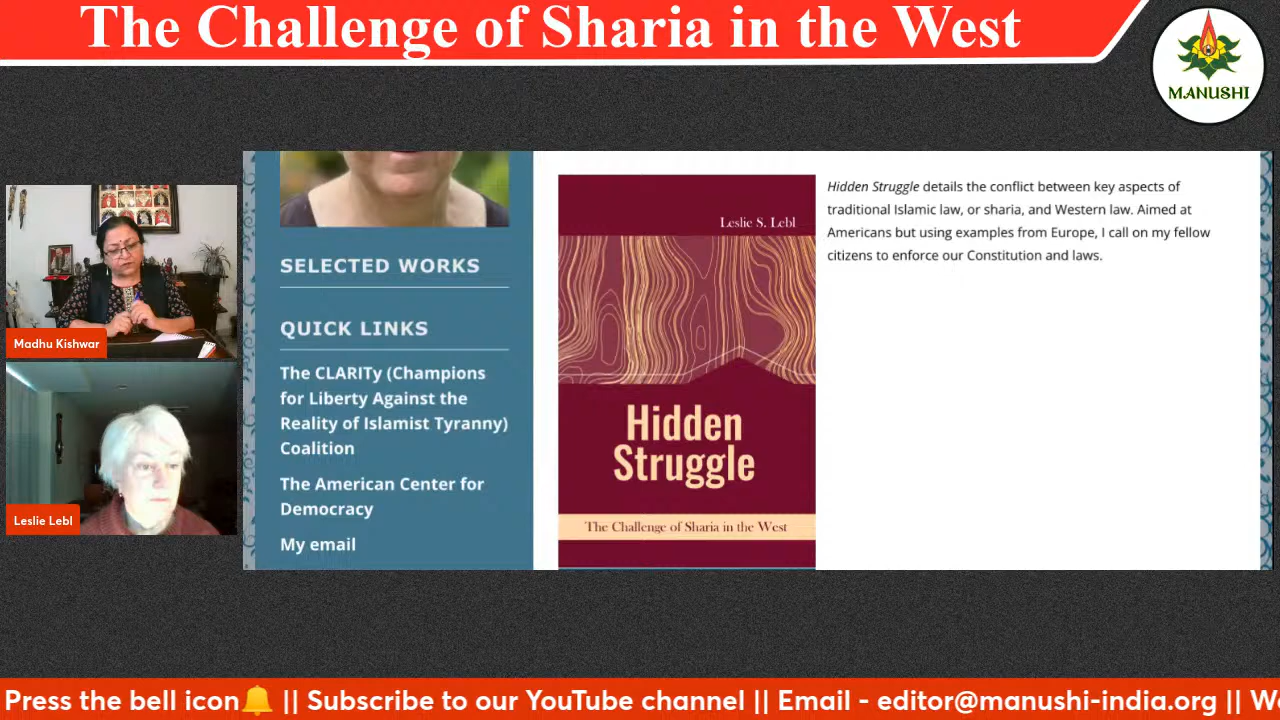 The Challenge of Sharia in the West
MANUSHI
Madhu Kishwar
Leslie Lebl
SELECTED WORKS
QUICK LINKS
The CLARITy (Champions
for Liberty Against the
Reality of Islamist Tyranny)
Coalition
The American Center for
Democracy
My email
Leslie S. Lebl
Hidden
Struggle
The Challenge of Sharia in the West
Hidden Struggle details the conflict between key aspects of
traditional Islamic law, or sharia, and Western law. Aimed at
Americans but using examples from Europe, I call on my fellow
citizens to enforce our Constitution and laws.
Press the bell icon🔔 || Subscribe to our YouTube channel || Email - editor@manushi-india.org ||